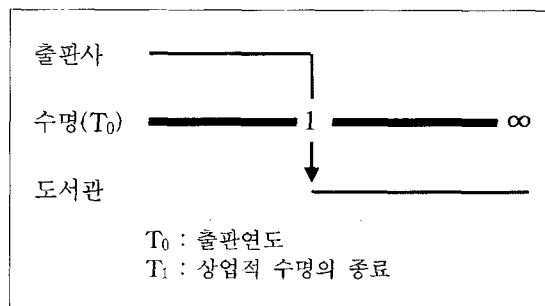 출판사
수명(T₀) 1 ∞
도서관
T₀ : 출판연도
T₁ : 상업적 수명의 종료